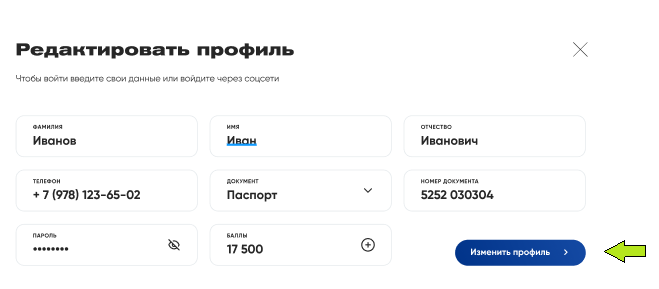 Редактировать профиль
Чтобы войти введите свои данные или войдите через соцсети
ФАМИЛИЯ
Иванов
ИМЯ
Иван
ОТЧЕСТВО
Иванович
ТЕЛЕФОН
+ 7 (978) 123-65-02
ДОКУМЕНТ
Паспорт
НОМЕР ДОКУМЕНТА
5252 030304
ПАРОЛЬ
••••••••
БАЛЛЫ
17 500
Изменить профиль